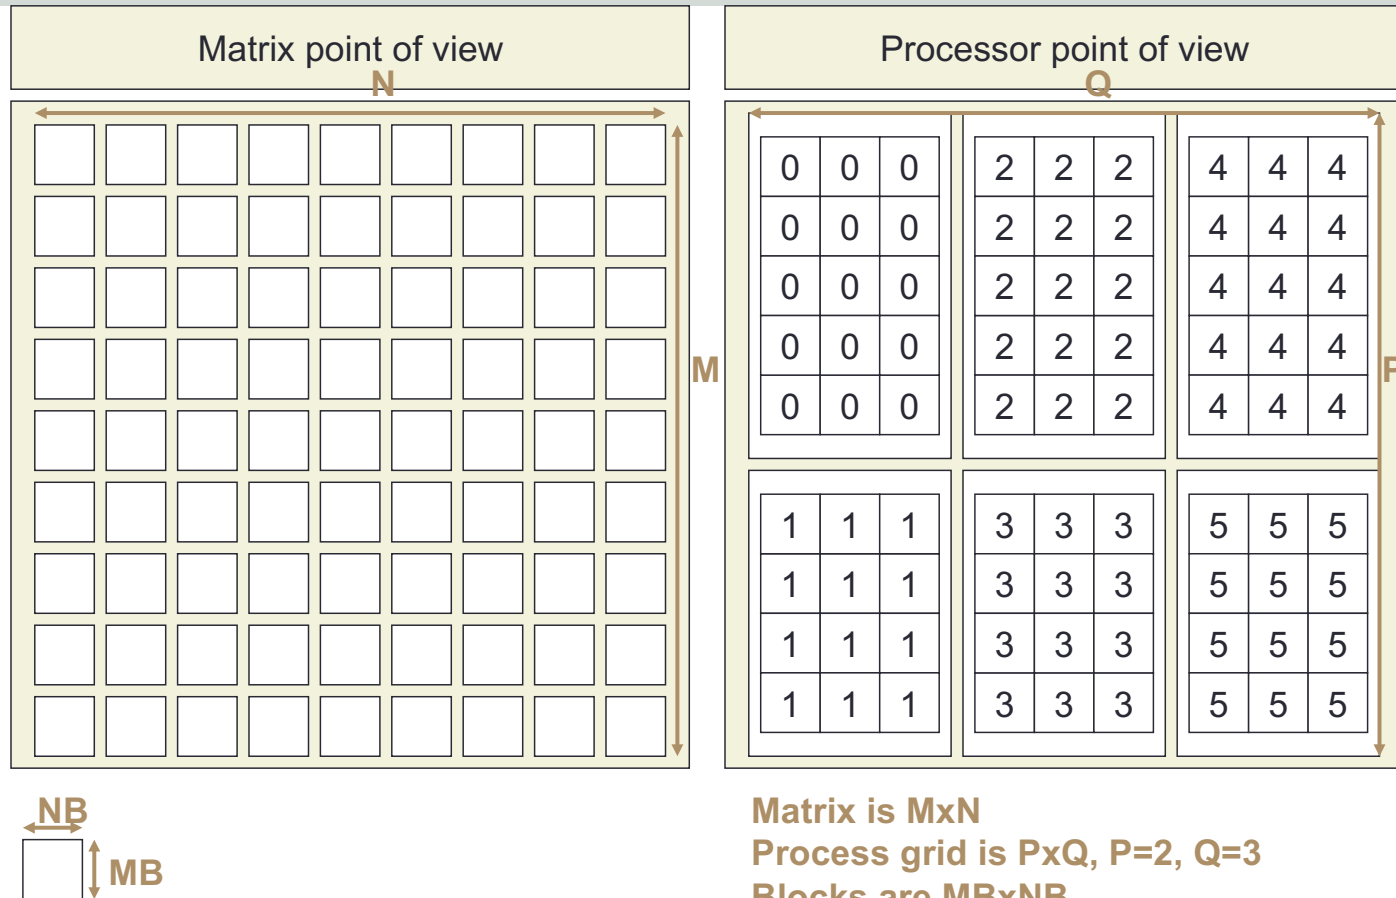 Matrix point of view
N
M
NB
MB
Processor point of view
Q
0 0 0 2 2 2 4 4 4
0 0 0 2 2 2 4 4 4
0 0 0 2 2 2 4 4 4
0 0 0 2 2 2 4 4 4
0 0 0 2 2 2 4 4 4
P
1 1 1 3 3 3 5 5 5
1 1 1 3 3 3 5 5 5
1 1 1 3 3 3 5 5 5
1 1 1 3 3 3 5 5 5
Matrix is MxN
Process grid is PxQ, P=2, Q=3
Blocks are MBxNB